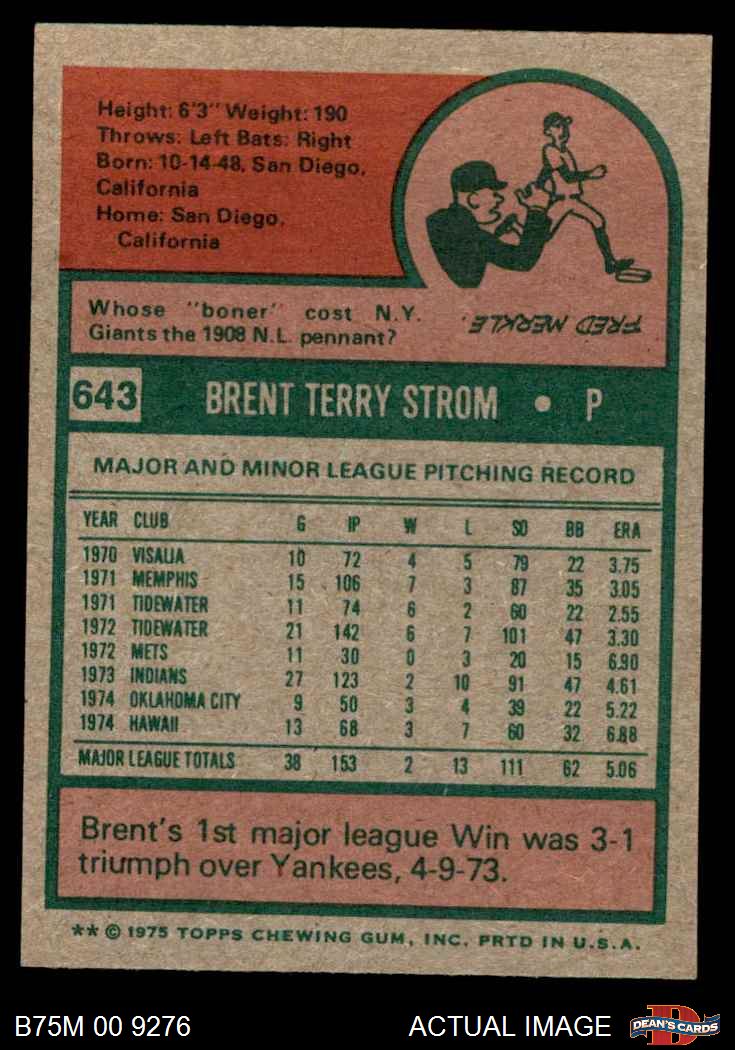 Height: 6'3" Weight: 190
Throws: Left Bats: Right
Born: 10-14-48, San Diego,
California
Home: San Diego,
California
Whose "boner" cost N.Y.
Giants the 1908 N.L. pennant?
FRED MERKLE.
643 BRENT TERRY STROM • P
MAJOR AND MINOR LEAGUE PITCHING RECORD
YEAR CLUB G IP W L SO BB ERA
1970 VISALIA 10 72 4 5 79 22 3.75
1971 MEMPHIS 15 106 7 3 87 35 3.05
1971 TIDEWATER 11 74 6 2 60 22 2.55
1972 TIDEWATER 21 142 6 7 101 47 3.30
1972 METS 11 30 0 3 20 15 6.90
1973 INDIANS 27 123 2 10 91 47 4.61
1974 OKLAHOMA CITY 9 50 3 4 39 22 5.22
1974 HAWAII 13 68 3 7 60 32 6.88
MAJOR LEAGUE TOTALS 38 153 2 13 111 62 5.06
Brent's 1st major league Win was 3-1
triumph over Yankees, 4-9-73.
** © 1975 TOPPS CHEWING GUM, INC. PRTD IN U.S.A.
B75M 00 9276 ACTUAL IMAGE D DEAN'S CARDS